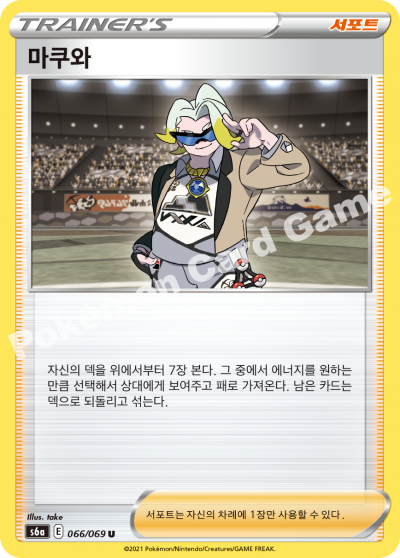 TRAINER'S
서포트
마쿠와
Pokémon Card Game
자신의 덱을 위에서부터 7장 본다. 그 중에서 에너지를 원하는
만큼 선택해서 상대에게 보여주고 패로 가져온다. 남은 카드는
덱으로 되돌리고 섞는다.
Illus. take
s6a E 066/069 U
서포트는 자신의 차례에 1장만 사용할 수 있다.
©2021 Pokémon/Nintendo/Creatures/GAME FREAK.